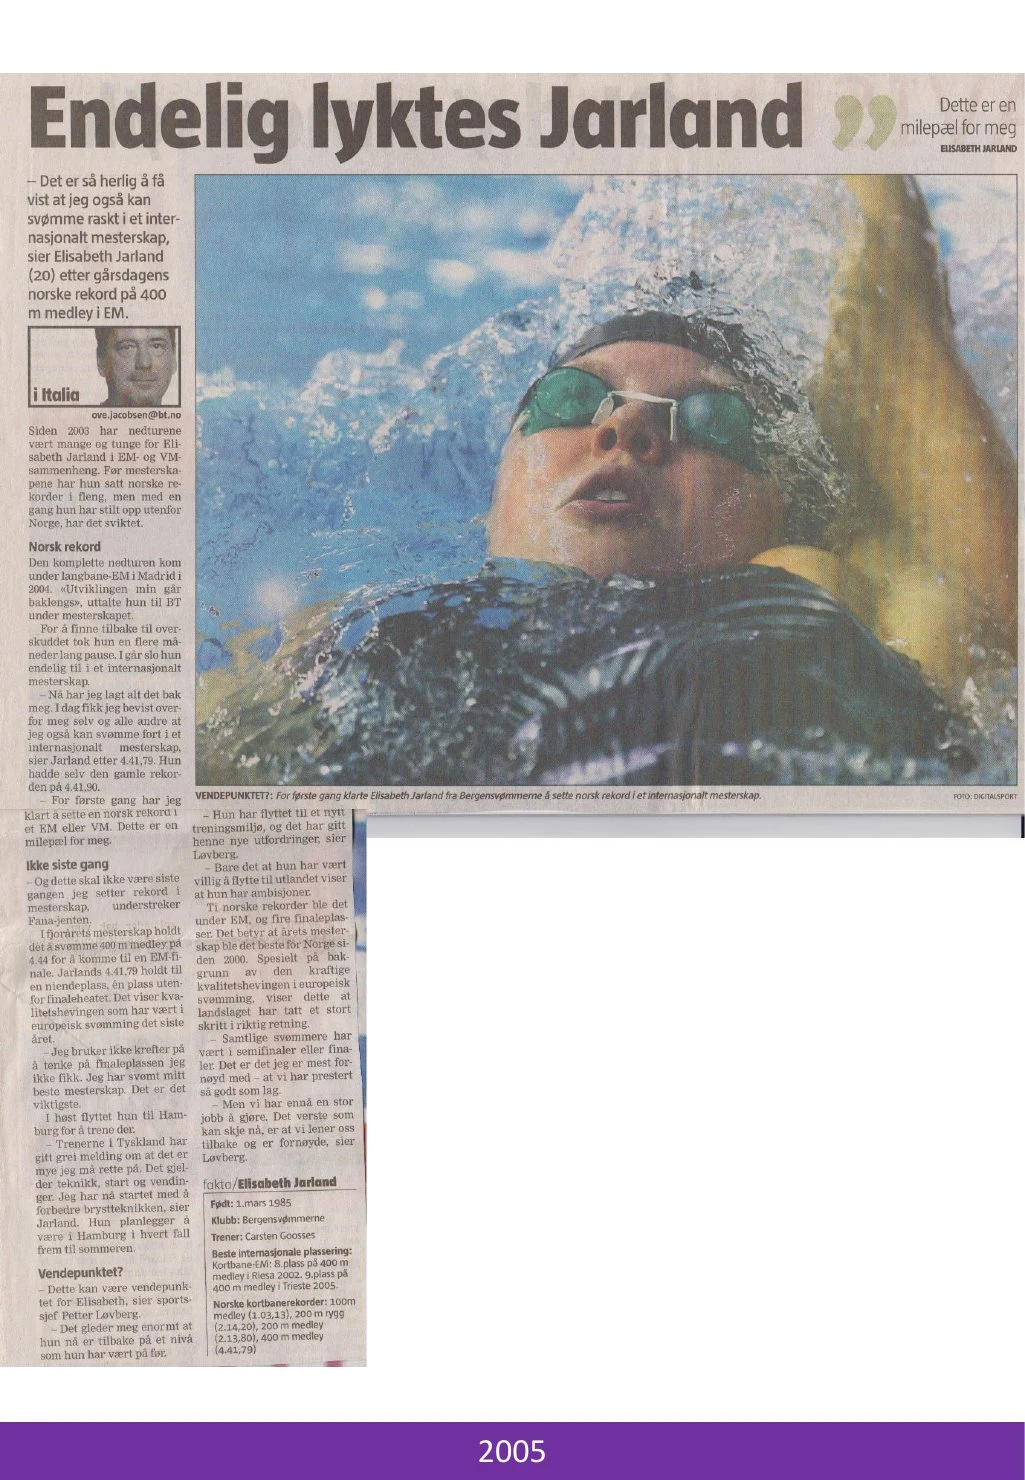 Endelig lyktes Jarland
Dette er en
milepæl for meg
ELISABETH JARLAND
– Det er så herlig å få
vist at jeg også kan
svømme raskt i et inter-
nasjonalt mesterskap,
sier Elisabeth Jarland
(20) etter gårsdagens
norske rekord på 400
m medley i EM.
i Italia
ove.jacobsen@bt.no
Siden 2003 har nedturene
vært mange og tunge for Eli-
sabeth Jarland i EM- og VM-
sammenheng. Før mesterska-
pene har hun satt norske re-
korder i fleng, men med en
gang hun har stilt opp utenfor
Norge, har det sviktet.
Norsk rekord
Den komplette nedturen kom
under langbane-EM i Madrid i
2004. «Utviklingen min går
baklengs», uttalte hun til BT
under mesterskapet.
For å finne tilbake til over-
skuddet tok hun en flere må-
neder lang pause. I går slo hun
endelig til i et internasjonalt
mesterskap.
– Nå har jeg lagt alt det bak
meg. I dag fikk jeg bevist over-
for meg selv og alle andre at
jeg også kan svømme fort i et
internasjonalt mesterskap,
sier Jarland etter 4.41,79. Hun
hadde selv den gamle rekor-
den på 4.41,90.
– For første gang har jeg
klart å sette en norsk rekord i
et EM eller VM. Dette er en
milepæl for meg.
Ikke siste gang
– Og dette skal ikke være siste
gangen jeg setter rekord i
mesterskap, understreker
Fana-jenten.
I fjorårets mesterskap holdt
det å svømme 400 m medley på
4.44 for å komme til en EM-fi-
nale. Jarlands 4.41,79 holdt til
en niendeplass, én plass uten-
for finaleheatet. Det viser kva-
litetshevingen som har vært i
europeisk svømming det siste
året.
– Jeg bruker ikke krefter på
å tenke på finaleplassen jeg
ikke fikk. Jeg har svømt mitt
beste mesterskap. Det er det
viktigste.
I høst flyttet hun til Ham-
burg for å trene der.
– Trenerne i Tyskland har
gitt grei melding om at det er
mye jeg må rette på. Det gjel-
der teknikk, start og vendin-
ger. Jeg har nå startet med å
forbedre brystteknikken, sier
Jarland. Hun planlegger å
være i Hamburg i hvert fall
frem til sommeren.
Vendepunktet?
– Dette kan være vendepunk-
tet for Elisabeth, sier sports-
sjef Petter Løvberg.
– Det gleder meg enormt at
hun nå er tilbake på et nivå
som hun har vært på før.
VENDEPUNKTET?: For første gang klarte Elisabeth Jarland fra Bergensvømmerne å sette norsk rekord i et internasjonalt mesterskap.
FOTO: DIGITALSPORT
– Hun har flyttet til et nytt
treningsmiljø, og det har gitt
henne nye utfordringer, sier
Løvberg.
– Bare det at hun har vært
villig å flytte til utlandet viser
at hun har ambisjoner.
Ti norske rekorder ble det
under EM, og fire finaleplas-
ser. Det betyr at årets mester-
skap ble det beste for Norge si-
den 2000. Spesielt på bak-
grunn av den kraftige
kvalitetshevingen i europeisk
svømming, viser dette at
landslaget har tatt et stort
skritt i riktig retning.
– Samtlige svømmere har
vært i semifinaler eller fina-
ler. Det er det jeg er mest for-
nøyd med – at vi har prestert
så godt som lag.
– Men vi har ennå en stor
jobb å gjøre. Det verste som
kan skje nå, er at vi lener oss
tilbake og er fornøyde, sier
Løvberg.
fakta/Elisabeth Jarland
Født: 1.mars 1985
Klubb: Bergensvømmerne
Trener: Carsten Goosses
Beste internasjonale plassering:
Kortbane-EM: 8.plass på 400 m
medley i Riesa 2002. 9.plass på
400 m medley i Trieste 2005.
Norske kortbanerekorder: 100m
medley (1.03,13), 200 m rygg
(2.14,20), 200 m medley
(2.13,80), 400 m medley
(4.41,79)
2005